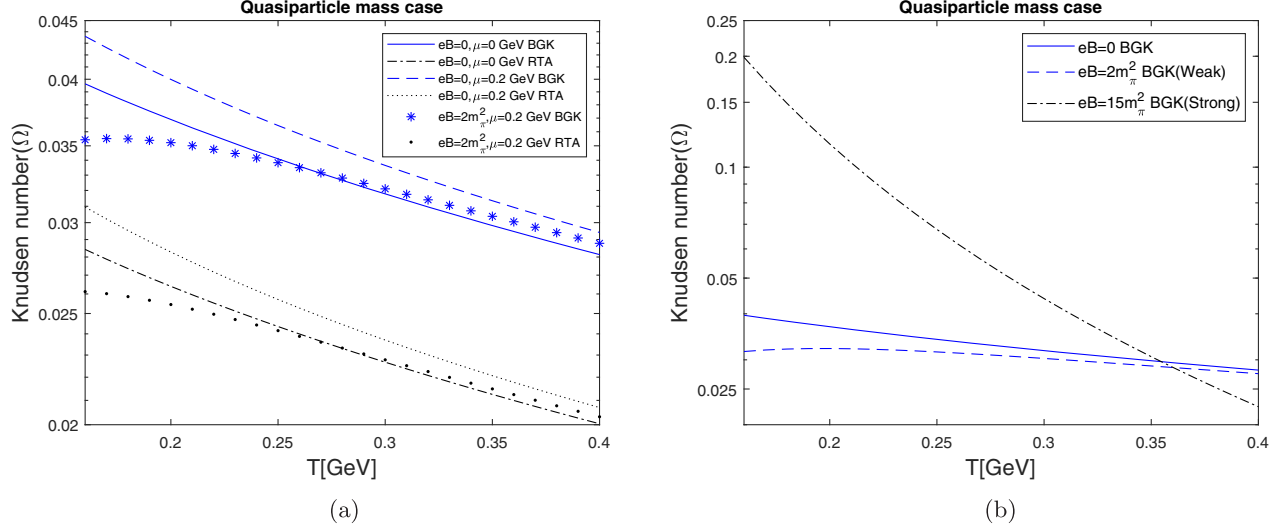 Quasiparticle mass case
0.045
0.04
0.035
0.03
0.025
0.02
Knudsen number(Ω)
eB=0,μ=0 GeV BGK
eB=0,μ=0 GeV RTA
eB=0,μ=0.2 GeV BGK
eB=0,μ=0.2 GeV RTA
eB=2m²π,μ=0.2 GeV BGK
eB=2m²π,μ=0.2 GeV RTA
0.2 0.25 0.3 0.35 0.4
T[GeV]
(a)
Quasiparticle mass case
0.25
0.2
0.15
0.1
0.05
0.025
Knudsen number(Ω)
eB=0 BGK
eB=2m²π BGK(Weak)
eB=15m²π BGK(Strong)
0.2 0.25 0.3 0.35 0.4
T[GeV]
(b)